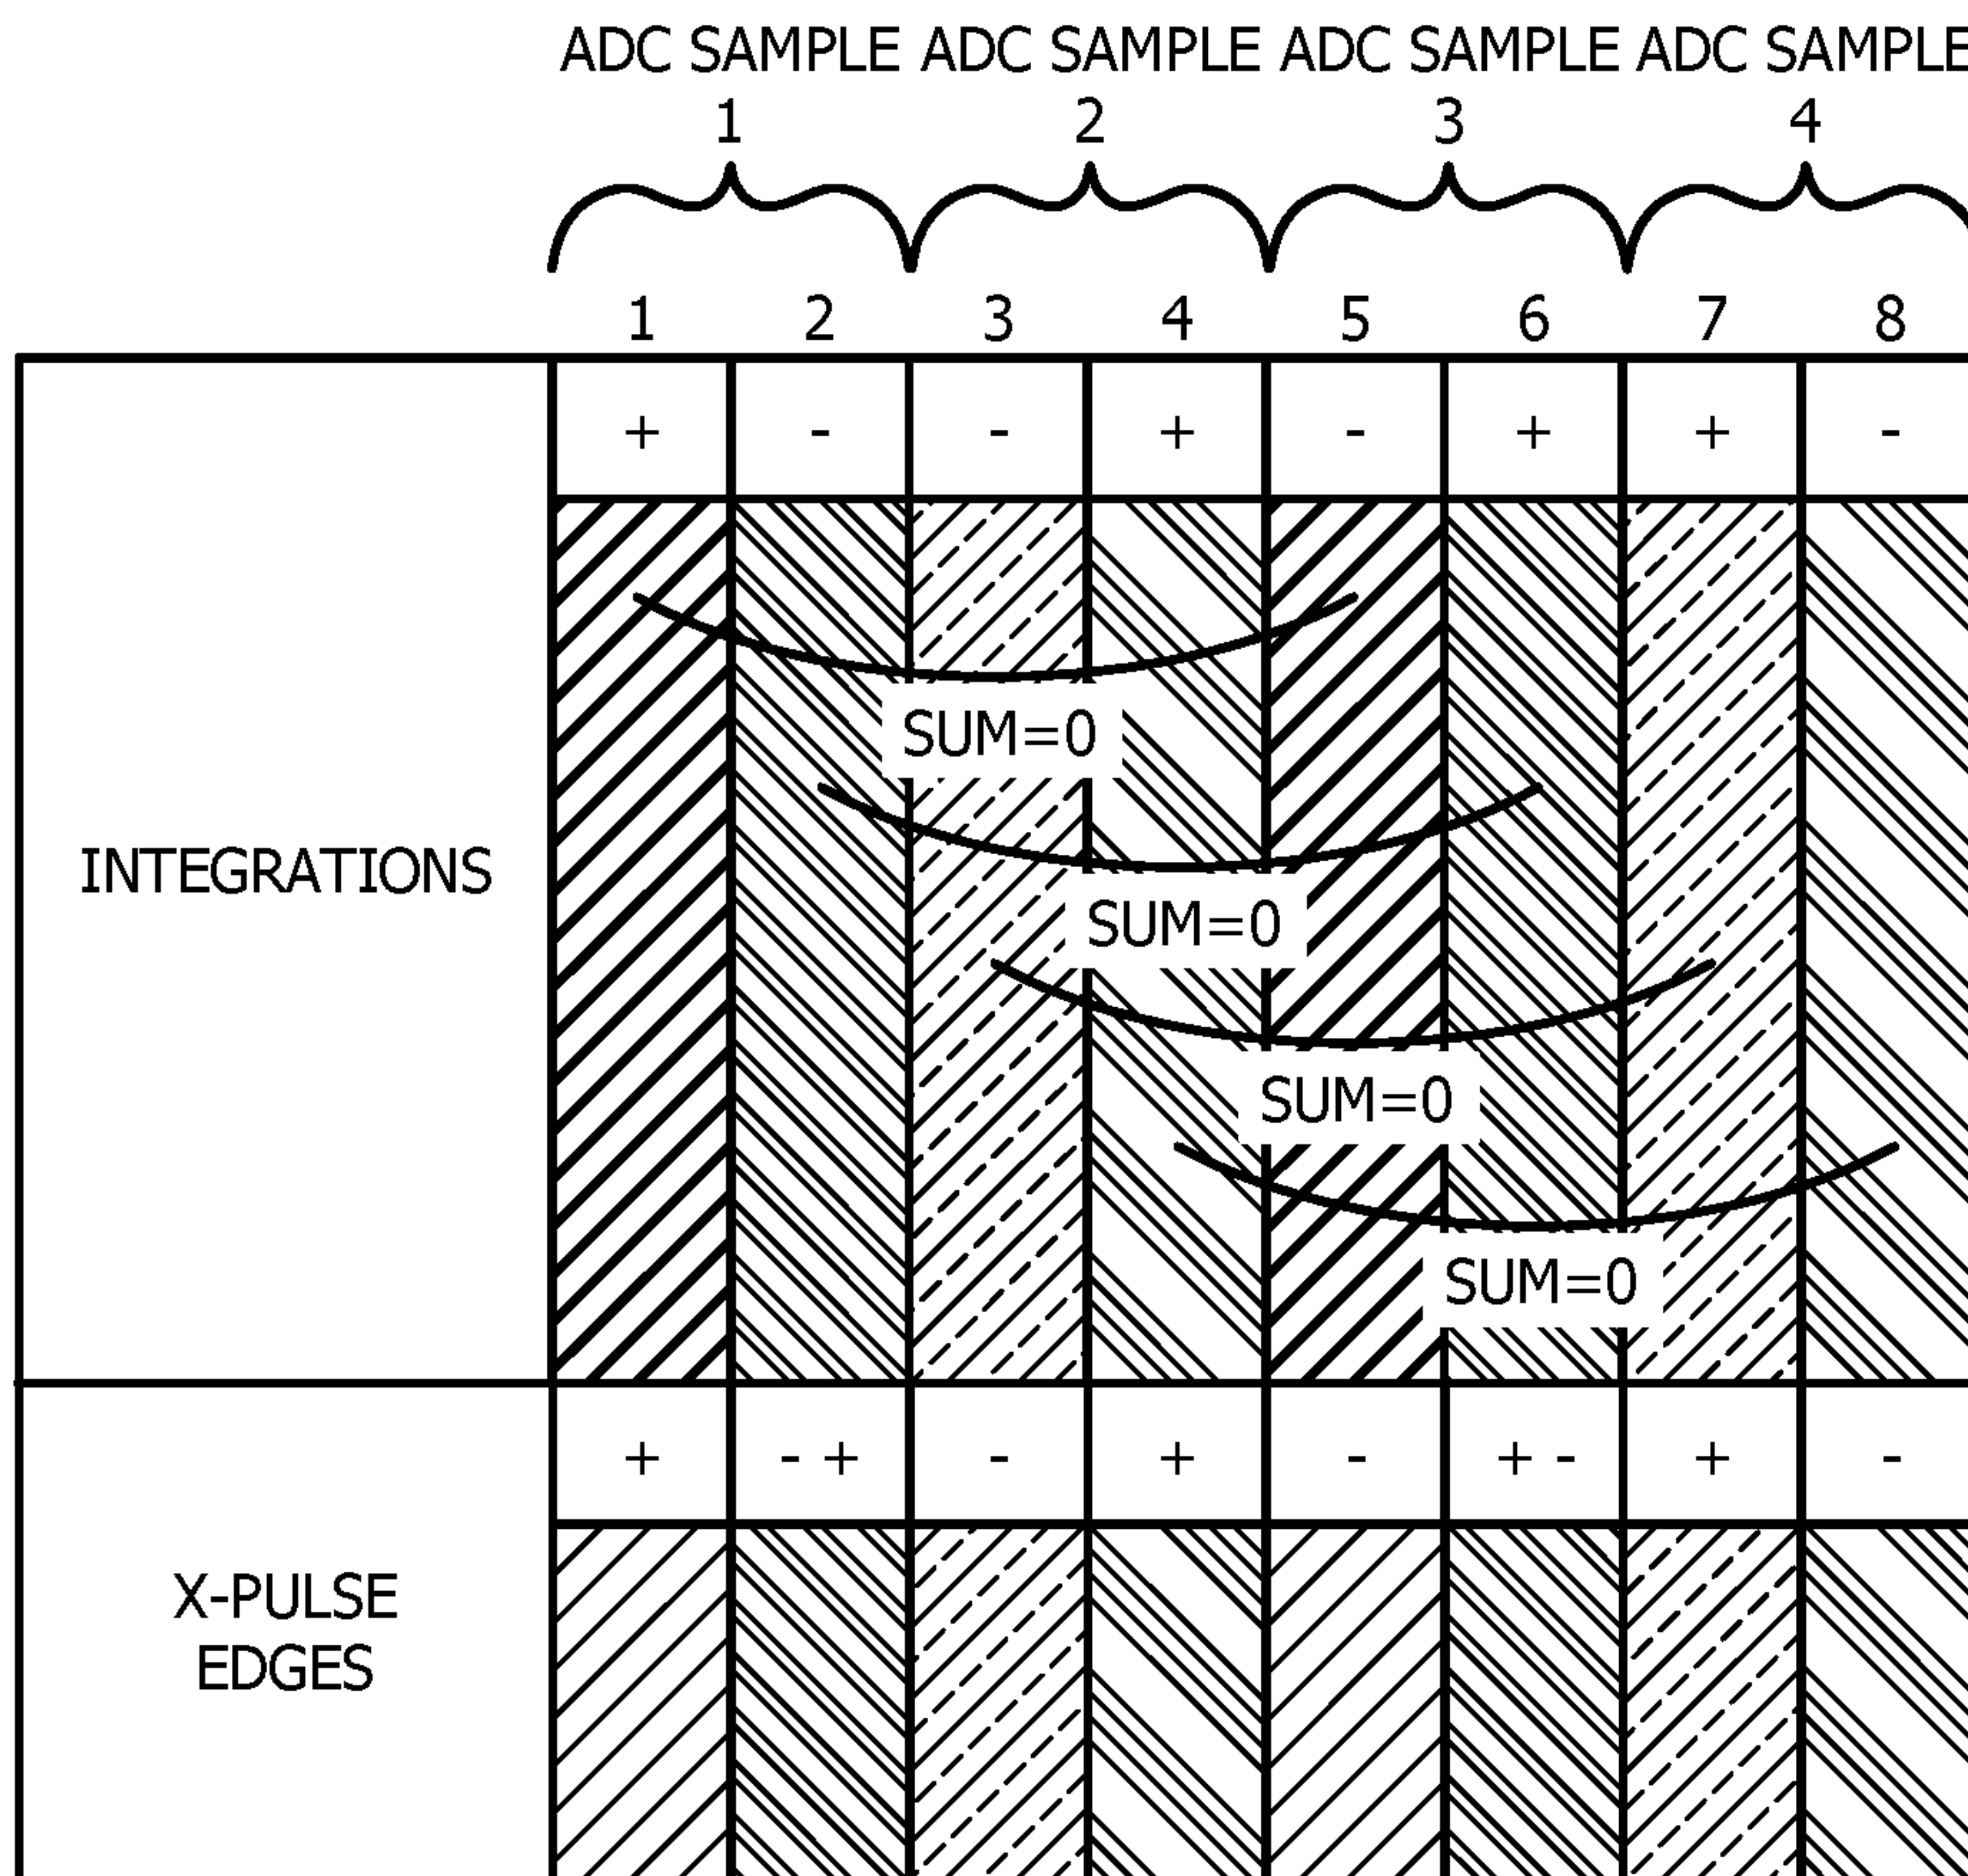 ADC SAMPLE ADC SAMPLE ADC SAMPLE ADC SAMPLE
1 2 3 4
1 2 3 4 5 6 7 8
+ - - + - + + -
SUM=0
INTEGRATIONS
SUM=0
SUM=0
SUM=0
+ - + - + - + - + -
X-PULSE
EDGES